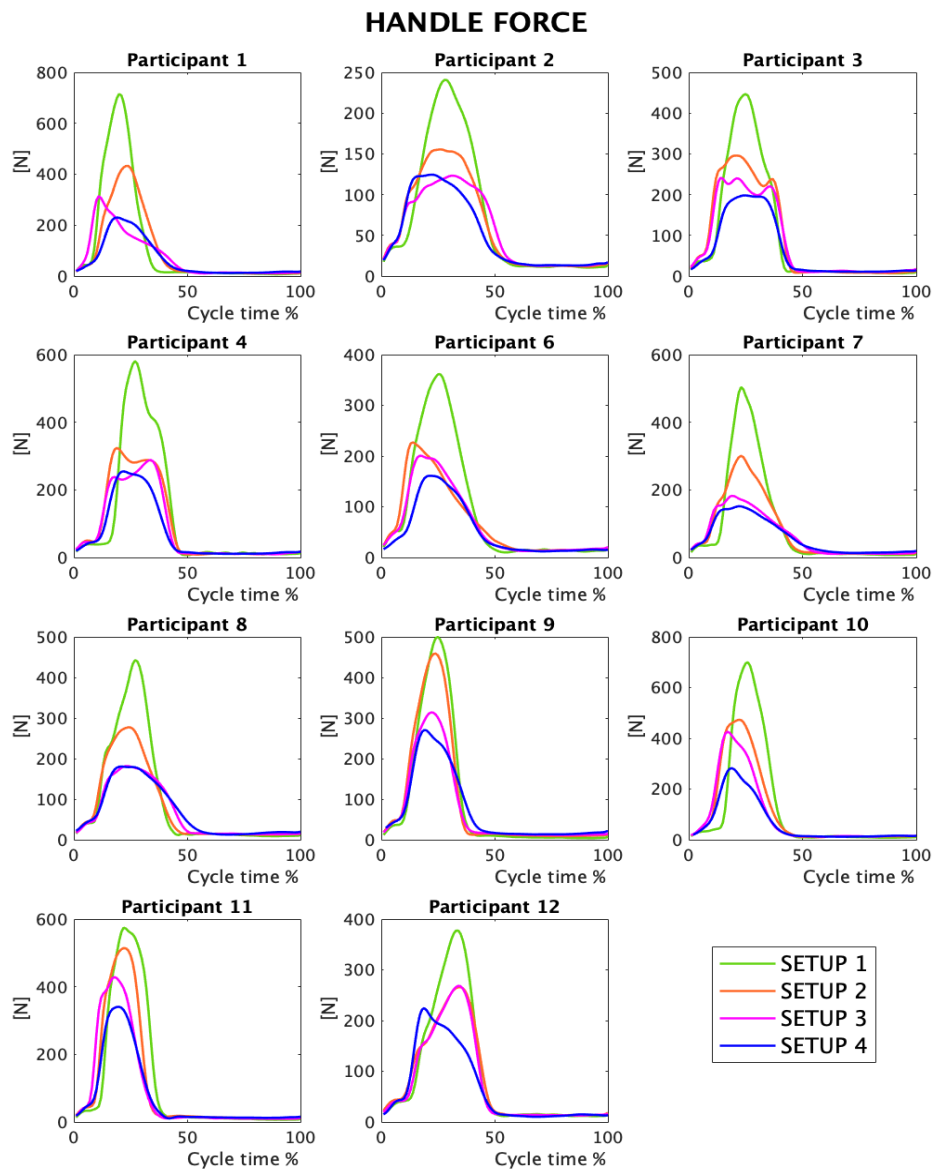 HANDLE FORCE
Participant 1
[N]
800
600
400
200
0
0 50 100
Cycle time %
Participant 2
[N]
250
200
150
100
50
0
0 50 100
Cycle time %
Participant 3
[N]
500
400
300
200
100
0
0 50 100
Cycle time %
Participant 4
[N]
600
400
200
0
0 50 100
Cycle time %
Participant 6
[N]
400
300
200
100
0
0 50 100
Cycle time %
Participant 7
[N]
600
400
200
0
0 50 100
Cycle time %
Participant 8
[N]
500
400
300
200
100
0
0 50 100
Cycle time %
Participant 9
[N]
500
400
300
200
100
0
0 50 100
Cycle time %
Participant 10
[N]
800
600
400
200
0
0 50 100
Cycle time %
Participant 11
[N]
600
400
200
0
0 50 100
Cycle time %
Participant 12
[N]
400
300
200
100
0
0 50 100
Cycle time %
SETUP 1
SETUP 2
SETUP 3
SETUP 4